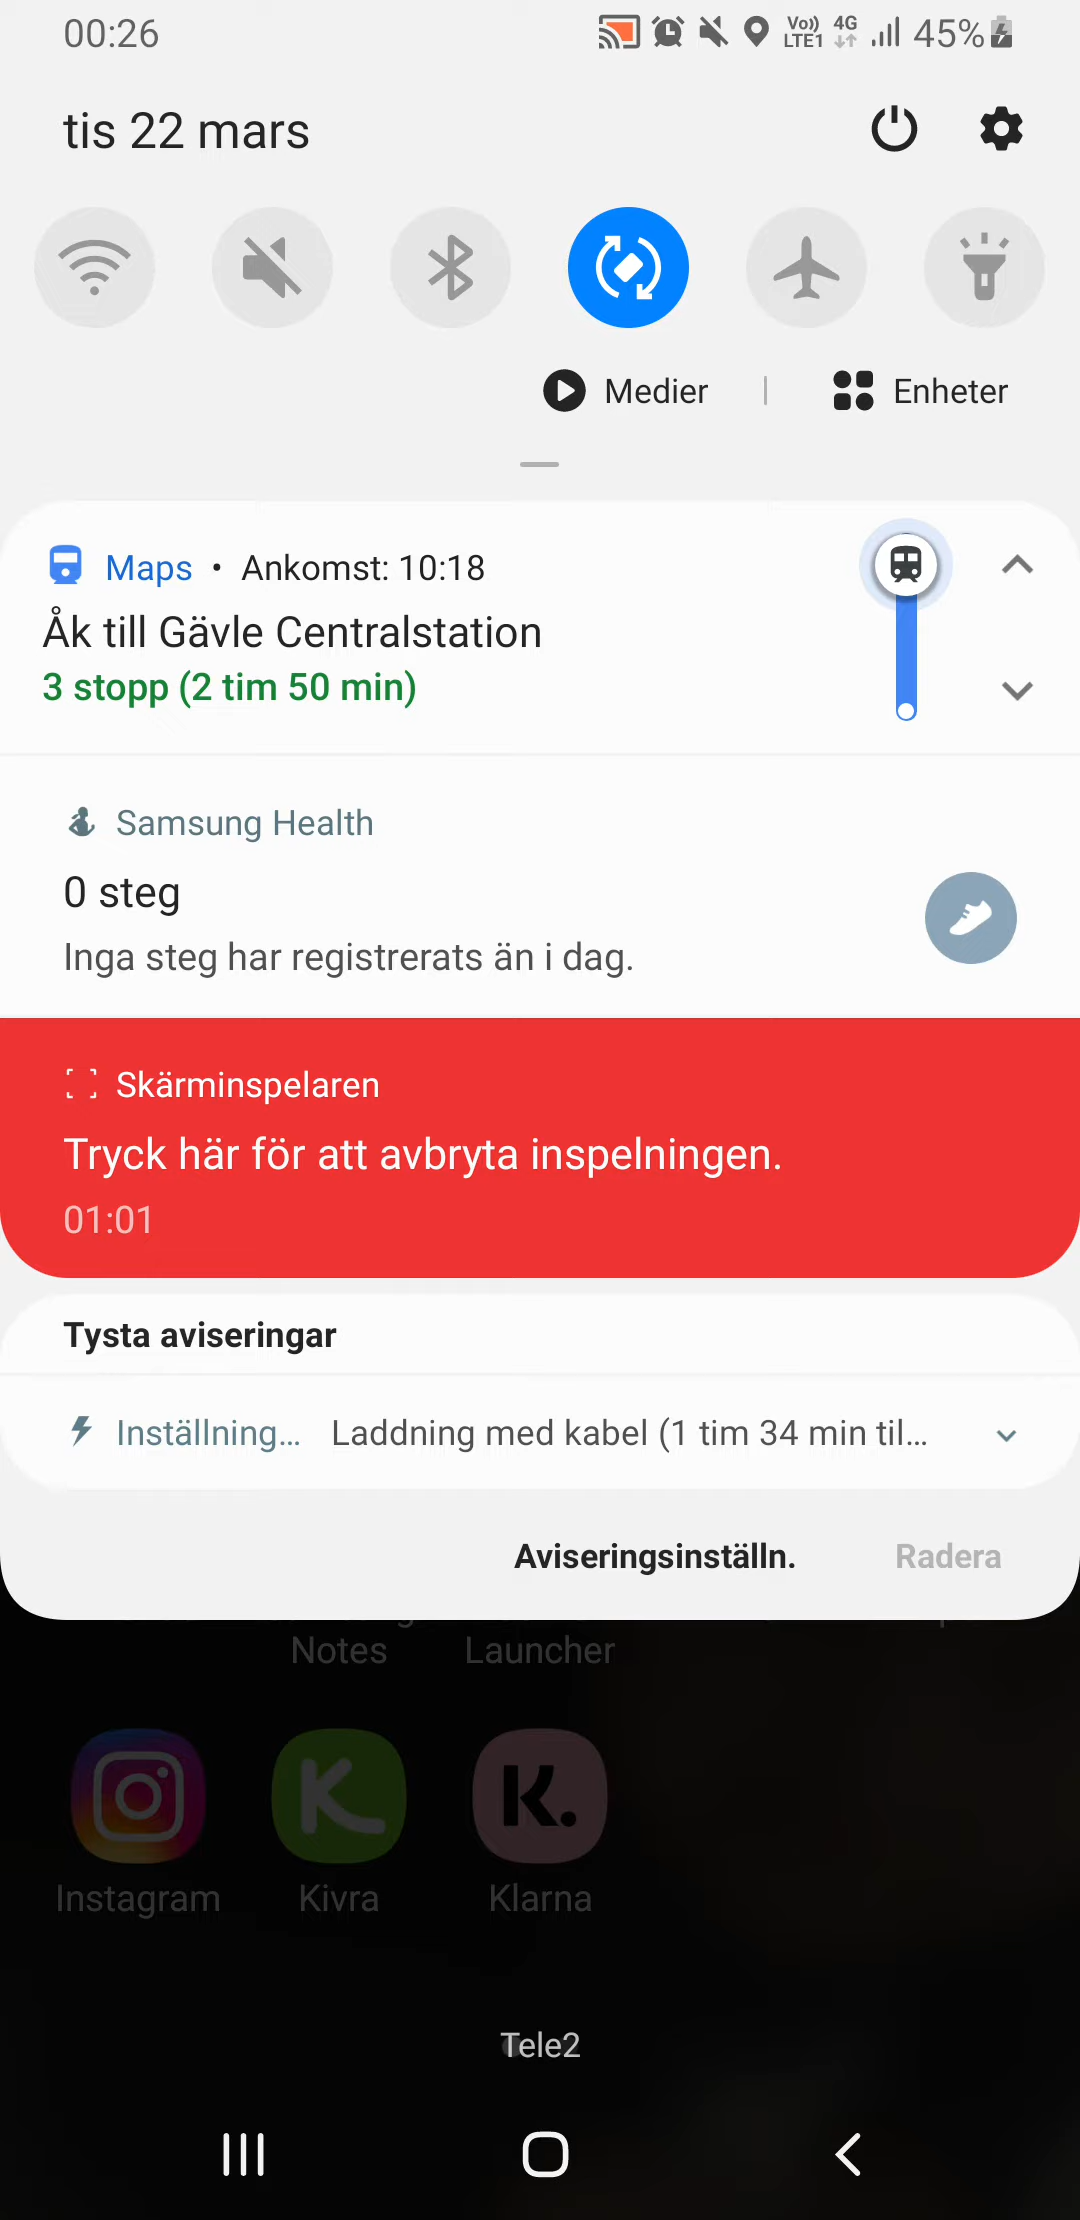 00:26
Vo)) LTE1 4G 45%
tis 22 mars
Medier | Enheter
Maps • Ankomst: 10:18
Åk till Gävle Centralstation
3 stopp (2 tim 50 min)
Samsung Health
0 steg
Inga steg har registrerats än i dag.
Skärminspelaren
Tryck här för att avbryta inspelningen.
01:01
Tysta aviseringar
Inställning... Laddning med kabel (1 tim 34 min til...
Aviseringsinställn. Radera
Notes Launcher
Instagram Kivra Klarna
Tele2